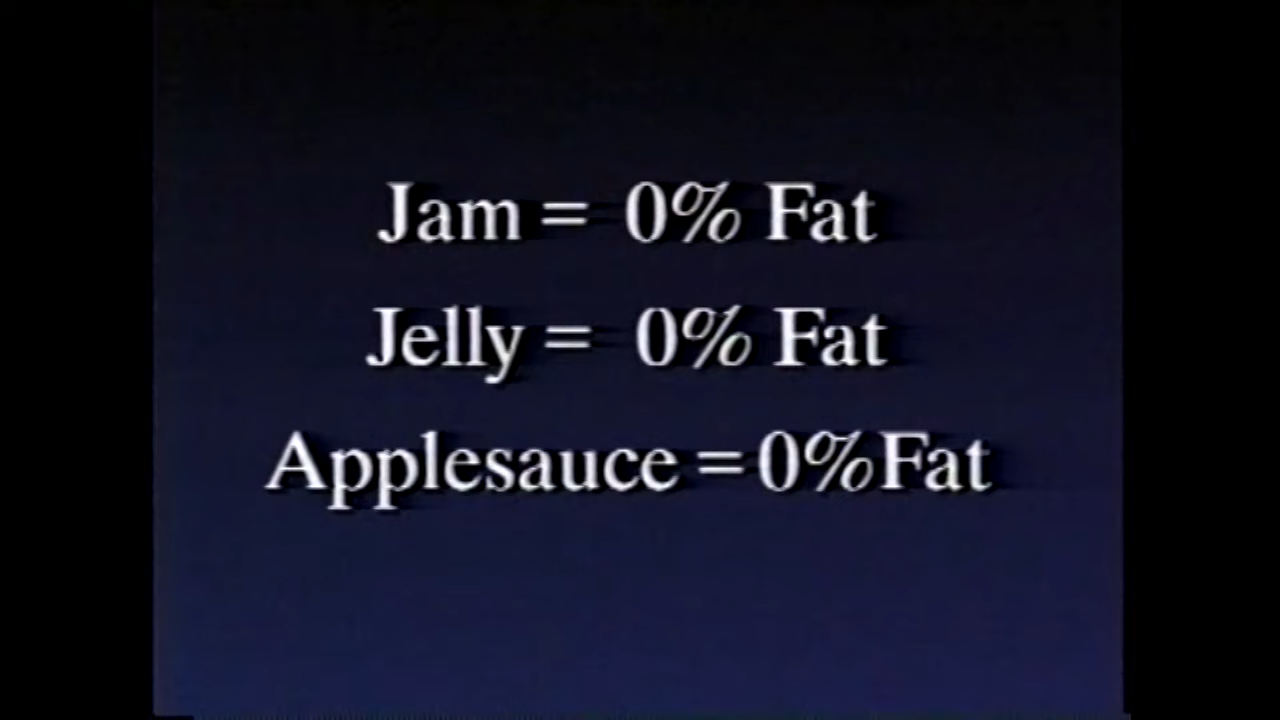 Jam = 0% Fat
Jelly = 0% Fat
Applesauce =0%Fat